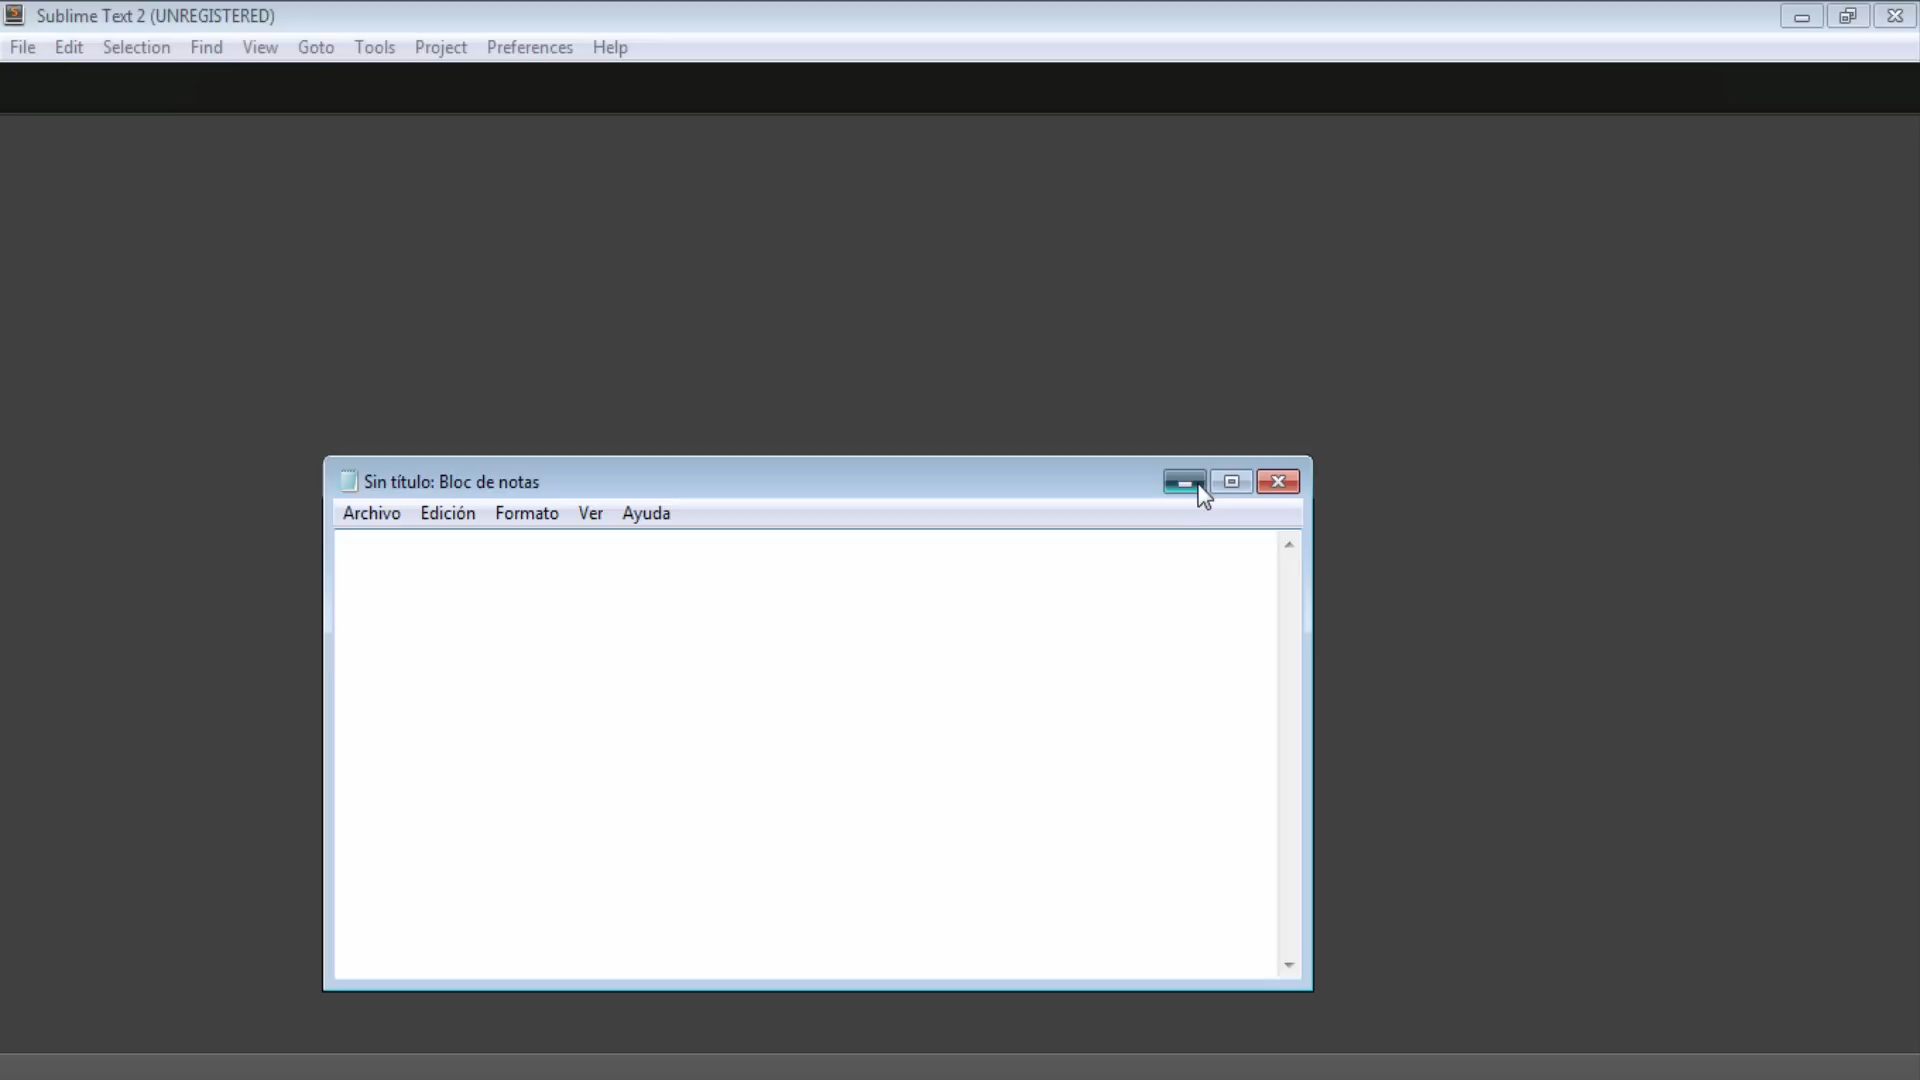 Sublime Text 2 (UNREGISTERED)
File Edit Selection Find View Goto Tools Project Preferences Help
Sin título: Bloc de notas
Archivo Edición Formato Ver Ayuda